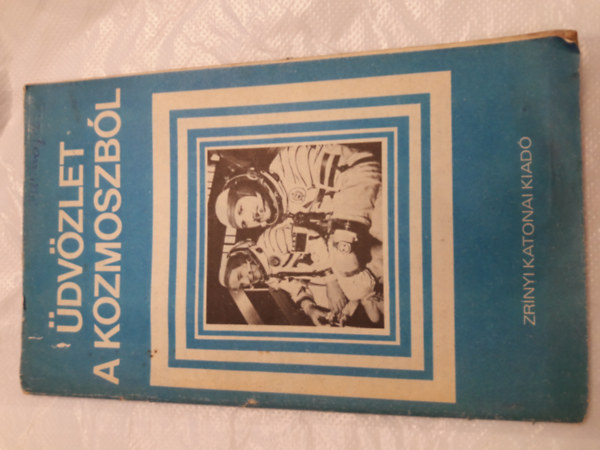 ÜDVÖZLET
A KOZMOSZBÓL
ZRÍNYI KATONAI KIADÓ